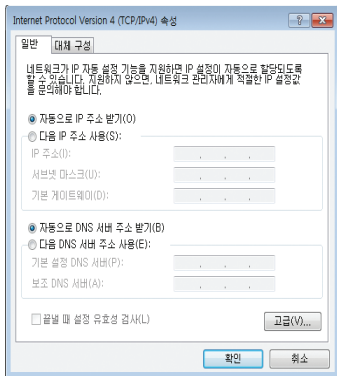 Internet Protocol Version 4 (TCP/IPv4) 속성
일반 대체 구성
네트워크가 IP 자동 설정 기능을 지원하면 IP 설정이 자동으로 할당되도록
할 수 있습니다. 지원하지 않으면, 네트워크 관리자에게 적절한 IP 설정값
을 문의해야 합니다.
자동으로 IP 주소 받기(O)
다음 IP 주소 사용(S):
IP 주소(I):
서브넷 마스크(U):
기본 게이트웨이(D):
자동으로 DNS 서버 주소 받기(B)
다음 DNS 서버 주소 사용(E):
기본 설정 DNS 서버(P):
보조 DNS 서버(A):
끝낼 때 설정 유효성 검사(L)
고급(V)...
확인 취소